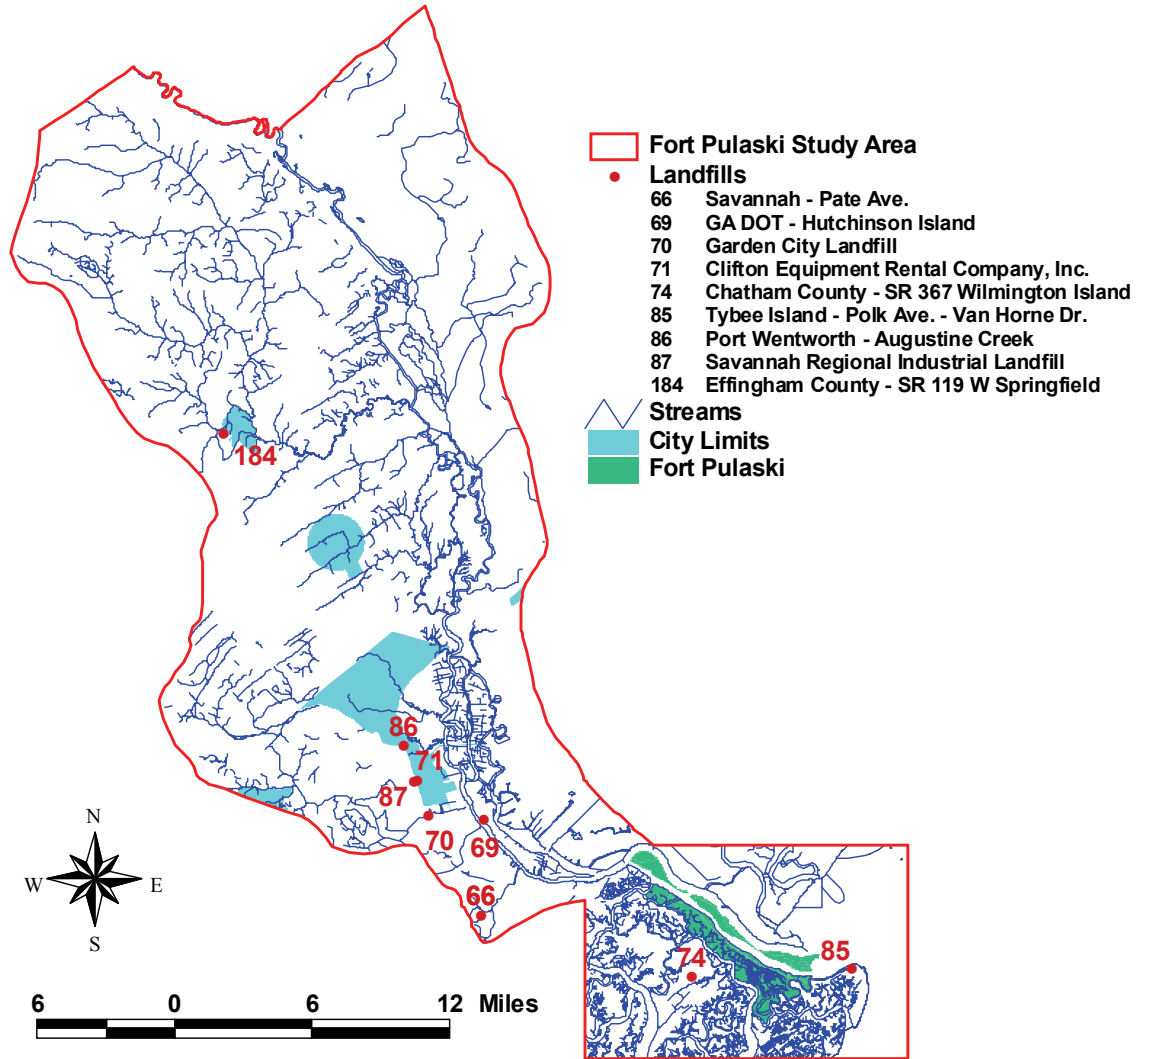 Fort Pulaski Study Area
Landfills
66 Savannah - Pate Ave.
69 GA DOT - Hutchinson Island
70 Garden City Landfill
71 Clifton Equipment Rental Company, Inc.
74 Chatham County - SR 367 Wilmington Island
85 Tybee Island - Polk Ave. - Van Horne Dr.
86 Port Wentworth - Augustine Creek
87 Savannah Regional Industrial Landfill
184 Effingham County - SR 119 W Springfield
Streams
City Limits
Fort Pulaski
184
86
71
87
70
69
66
74
85
N
W E
S
6 0 6 12 Miles